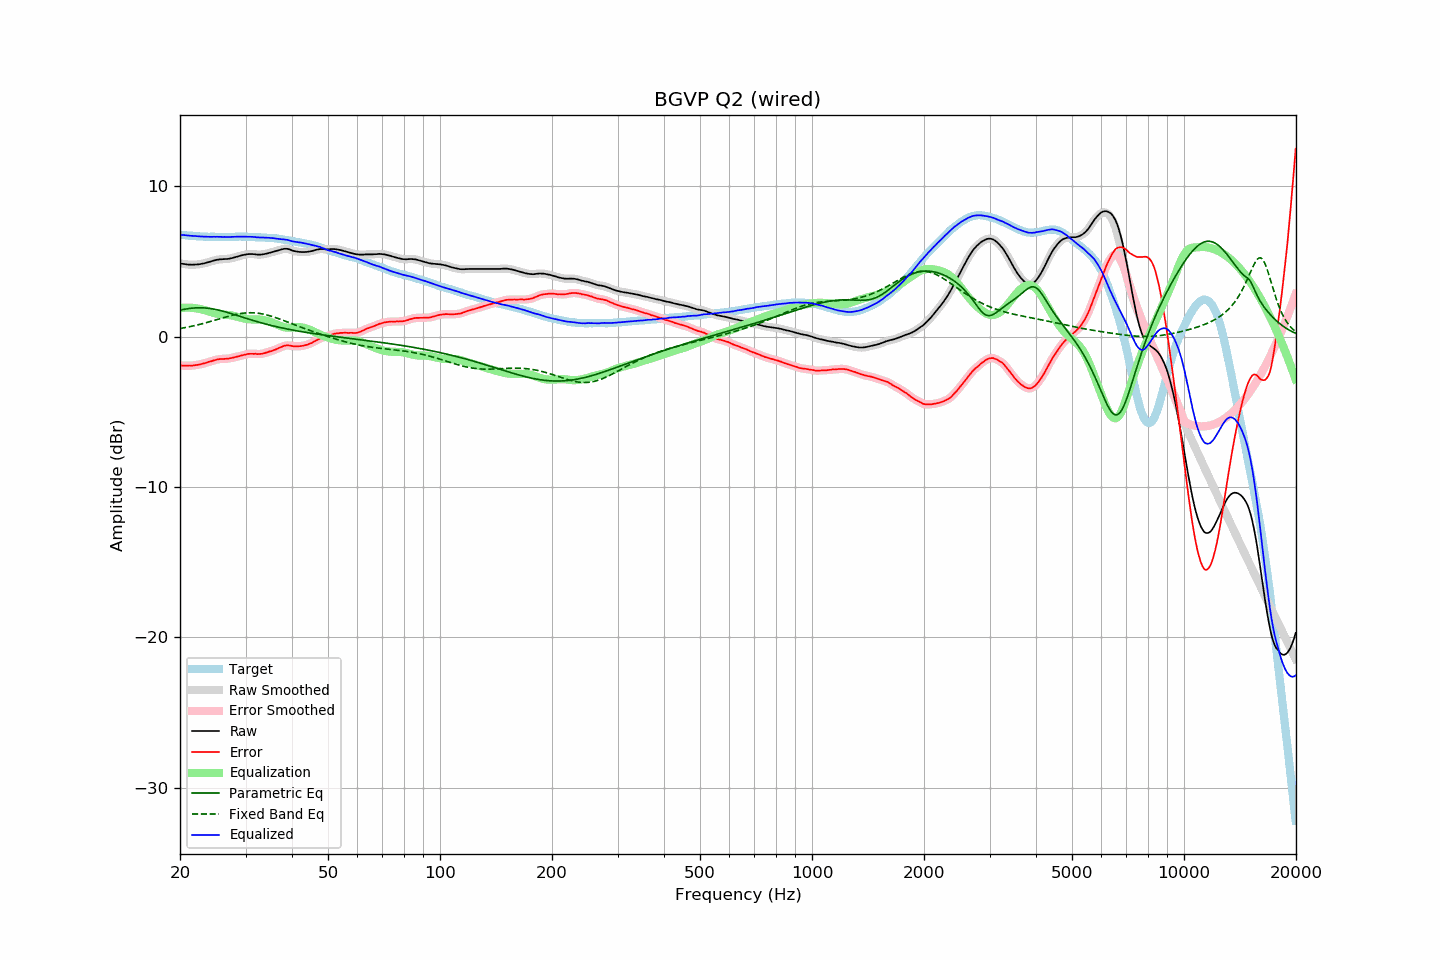 BGVP Q2 (wired)
10
0
−10
−20
−30
Amplitude (dBr)
Target
Raw Smoothed
Error Smoothed
Raw
Error
Equalization
Parametric Eq
Fixed Band Eq
Equalized
20 50 100 200 500 1000 2000 5000 10000 20000
Frequency (Hz)